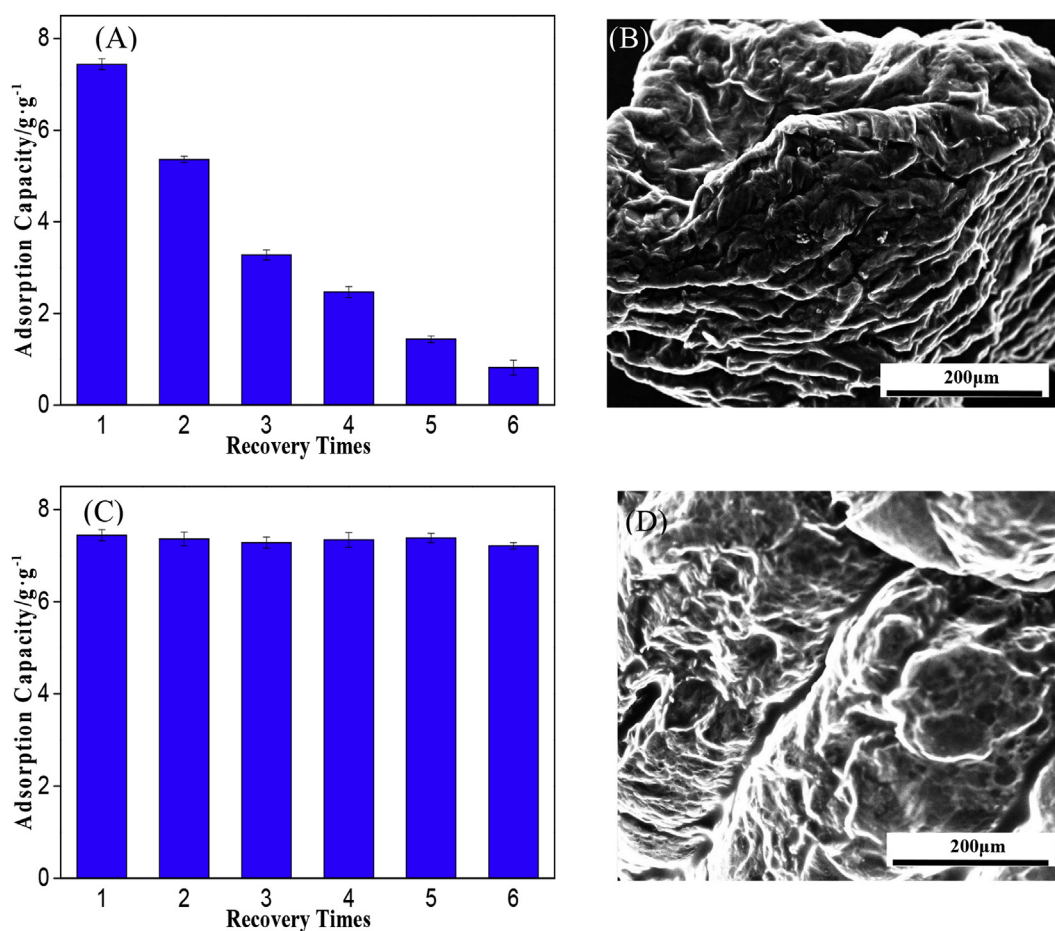 (A)
Adsorption Capacity/g·g⁻¹
8
6
4
2
0
1 2 3 4 5 6
Recovery Times
(B)
200μm
(C)
Adsorption Capacity/g·g⁻¹
8
6
4
2
0
1 2 3 4 5 6
Recovery Times
(D)
200μm